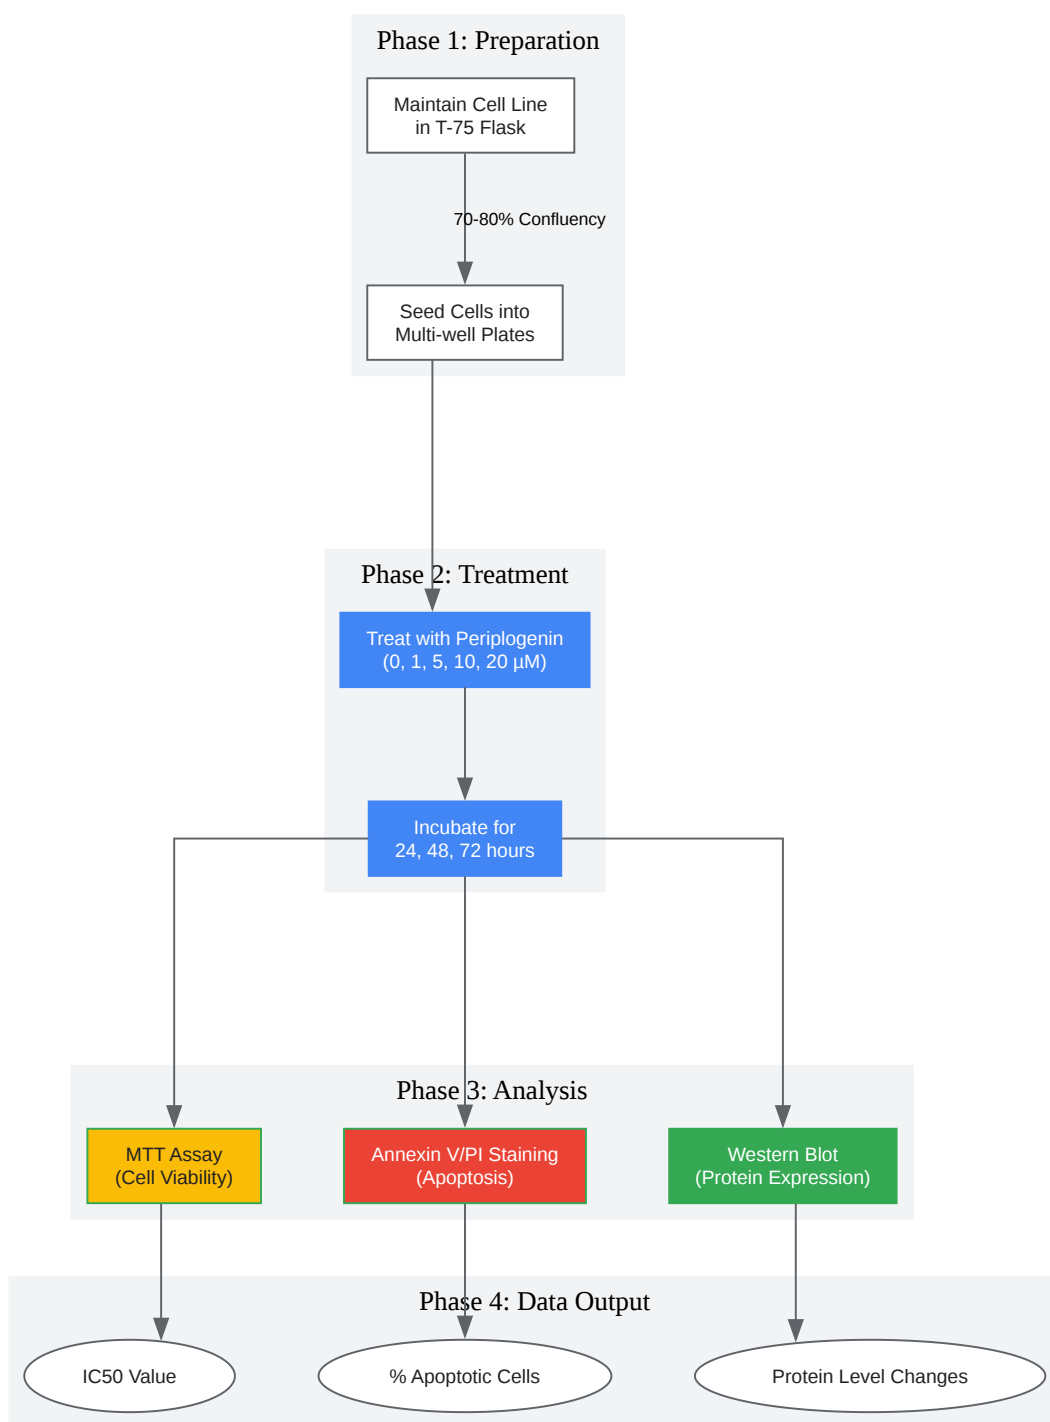 Phase 1: Preparation
Maintain Cell Line
in T-75 Flask
70-80% Confluency
Seed Cells into
Multi-well Plates
Phase 2: Treatment
Treat with Periplogenin
(0, 1, 5, 10, 20 µM)
Incubate for
24, 48, 72 hours
Phase 3: Analysis
MTT Assay
(Cell Viability)
Annexin V/PI Staining
(Apoptosis)
Western Blot
(Protein Expression)
Phase 4: Data Output
IC50 Value
% Apoptotic Cells
Protein Level Changes